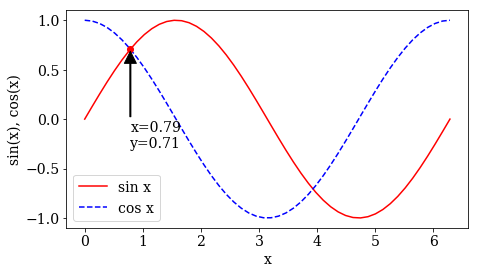 1.0
0.5
0.0
−0.5
−1.0
sin(x), cos(x)
x=0.79
y=0.71
sin x
cos x
0 1 2 3 4 5 6
x